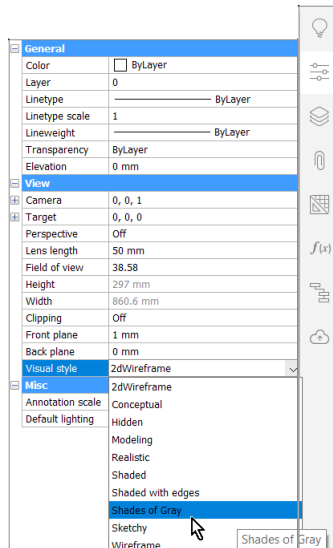 General
Color ByLayer
Layer 0
Linetype ByLayer
Linetype scale 1
Lineweight ByLayer
Transparency ByLayer
Elevation 0 mm
View
Camera 0, 0, 1
Target 0, 0, 0
Perspective Off
Lens length 50 mm
Field of view 38.58
Height 297 mm
Width 860.6 mm
Clipping Off
Front plane 1 mm
Back plane 0 mm
Visual style 2dWireframe
Misc 2dWireframe
Annotation scale Conceptual
Default lighting Hidden
Modeling
Realistic
Shaded
Shaded with edges
Shades of Gray
Sketchy
Wireframe
Shades of Gray
f(x)